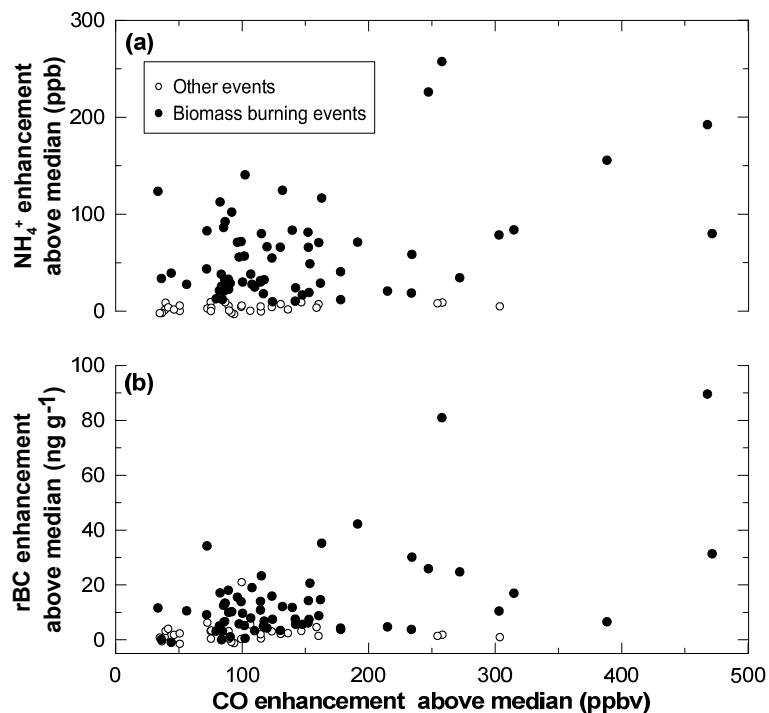 300
(a)
Other events
Biomass burning events
200
100
0
NH₄⁺ enhancement
above median (ppb)
100
(b)
80
60
40
20
0
rBC enhancement
above median (ng g⁻¹)
0 100 200 300 400 500
CO enhancement above median (ppbv)